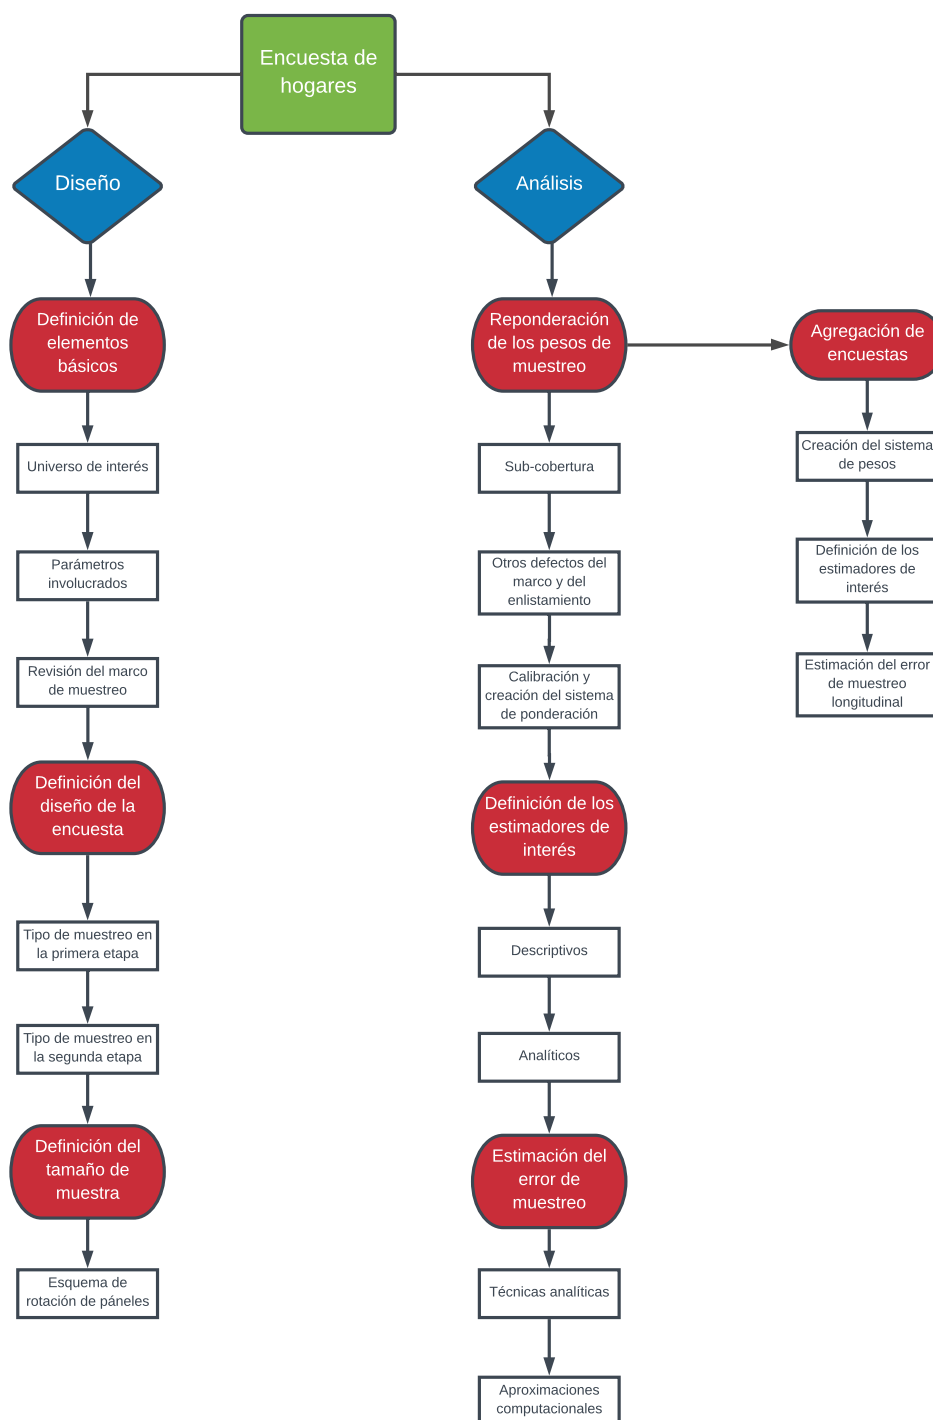 Encuesta de
hogares
Diseño
Análisis
Definición de
elementos
básicos
Universo de interés
Parámetros
involucrados
Revisión del marco
de muestreo
Definición del
diseño de la
encuesta
Tipo de muestreo en
la primera etapa
Tipo de muestreo en
la segunda etapa
Definición del
tamaño de
muestra
Esquema de
rotación de páneles
Reponderación
de los pesos de
muestreo
Sub-cobertura
Otros defectos del
marco y del
enlistamiento
Calibración y
creación del sistema
de ponderación
Definición de los
estimadores de
interés
Descriptivos
Analíticos
Estimación del
error de
muestreo
Técnicas analíticas
Aproximaciones
computacionales
Agregación de
encuestas
Creación del sistema
de pesos
Definición de los
estimadores de
interés
Estimación del error
de muestreo
longitudinal